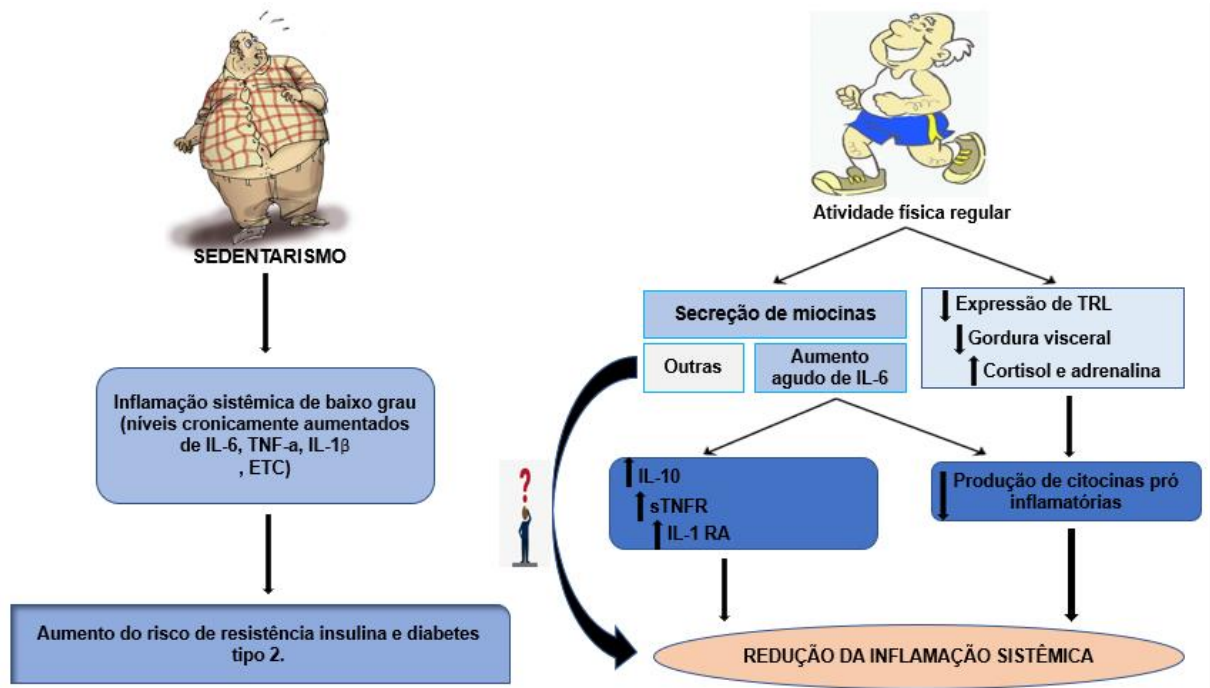 SEDENTARISMO
Inflamação sistêmica de baixo grau
(níveis cronicamente aumentados
de IL-6, TNF-a, IL-1β
, ETC)
Aumento do risco de resistência insulina e diabetes
tipo 2.
Atividade física regular
Secreção de miocinas
Outras
Aumento
agudo de IL-6
Expressão de TRL
Gordura visceral
Cortisol e adrenalina
?
IL-10
sTNFR
IL-1 RA
Produção de citocinas pró
inflamatórias
REDUÇÃO DA INFLAMAÇÃO SISTÊMICA